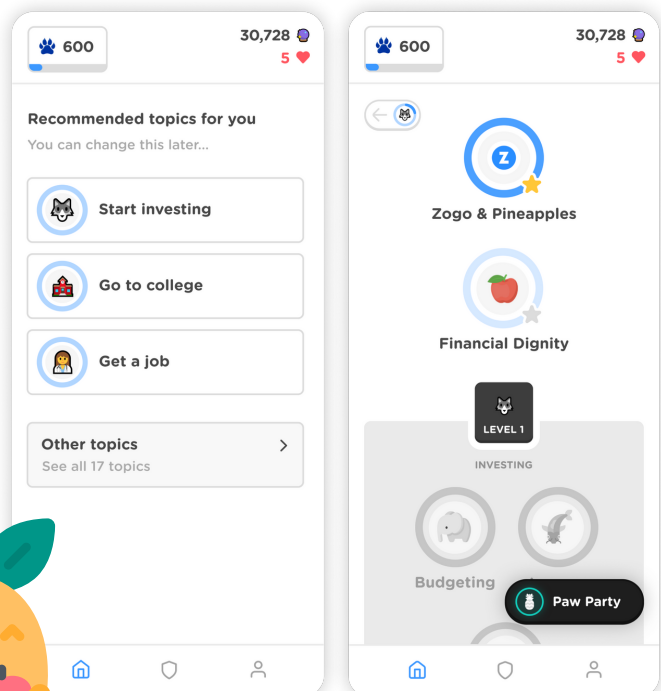 600
30,728
5
Recommended topics for you
You can change this later...
Start investing
Go to college
Get a job
Other topics
See all 17 topics
600
30,728
5
Z
Zogo & Pineapples
Financial Dignity
LEVEL 1
INVESTING
Budgeting
Paw Party